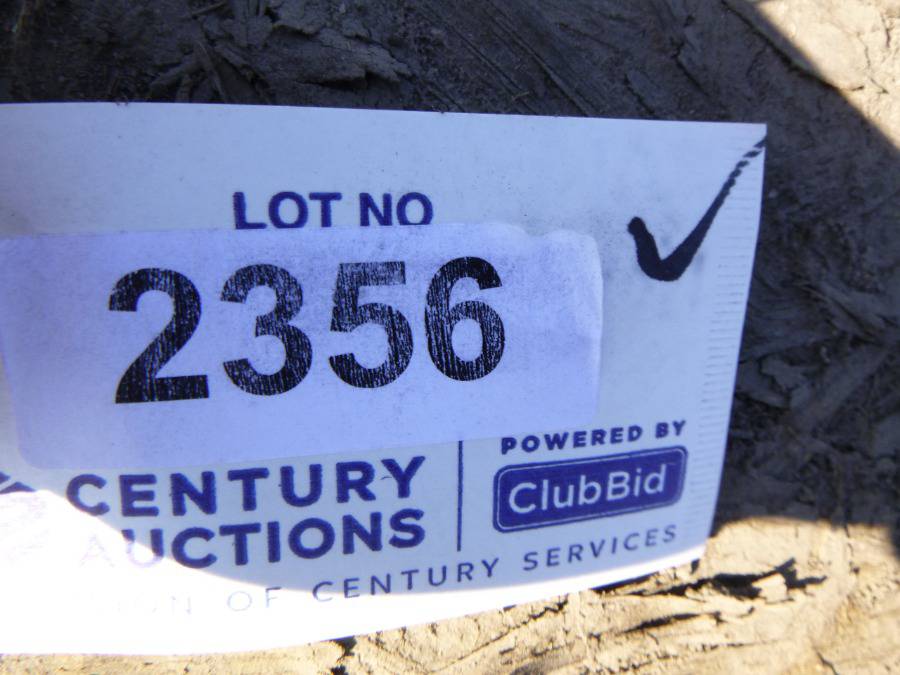 LOT NO
2356
CENTURY
AUCTIONS
POWERED BY
ClubBid
OF CENTURY SERVICES